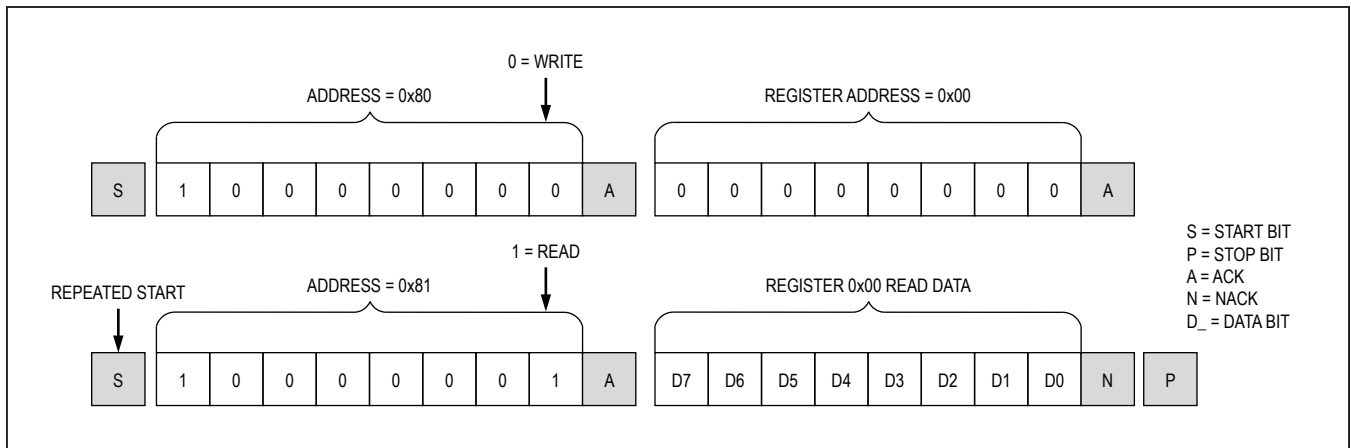 0 = WRITE
ADDRESS = 0x80
REGISTER ADDRESS = 0x00
S 1 0 0 0 0 0 0 0 A 0 0 0 0 0 0 0 0 A
1 = READ
REPEATED START
ADDRESS = 0x81
REGISTER 0x00 READ DATA
S 1 0 0 0 0 0 0 1 A D7 D6 D5 D4 D3 D2 D1 D0 N P
S = START BIT
P = STOP BIT
A = ACK
N = NACK
D_ = DATA BIT